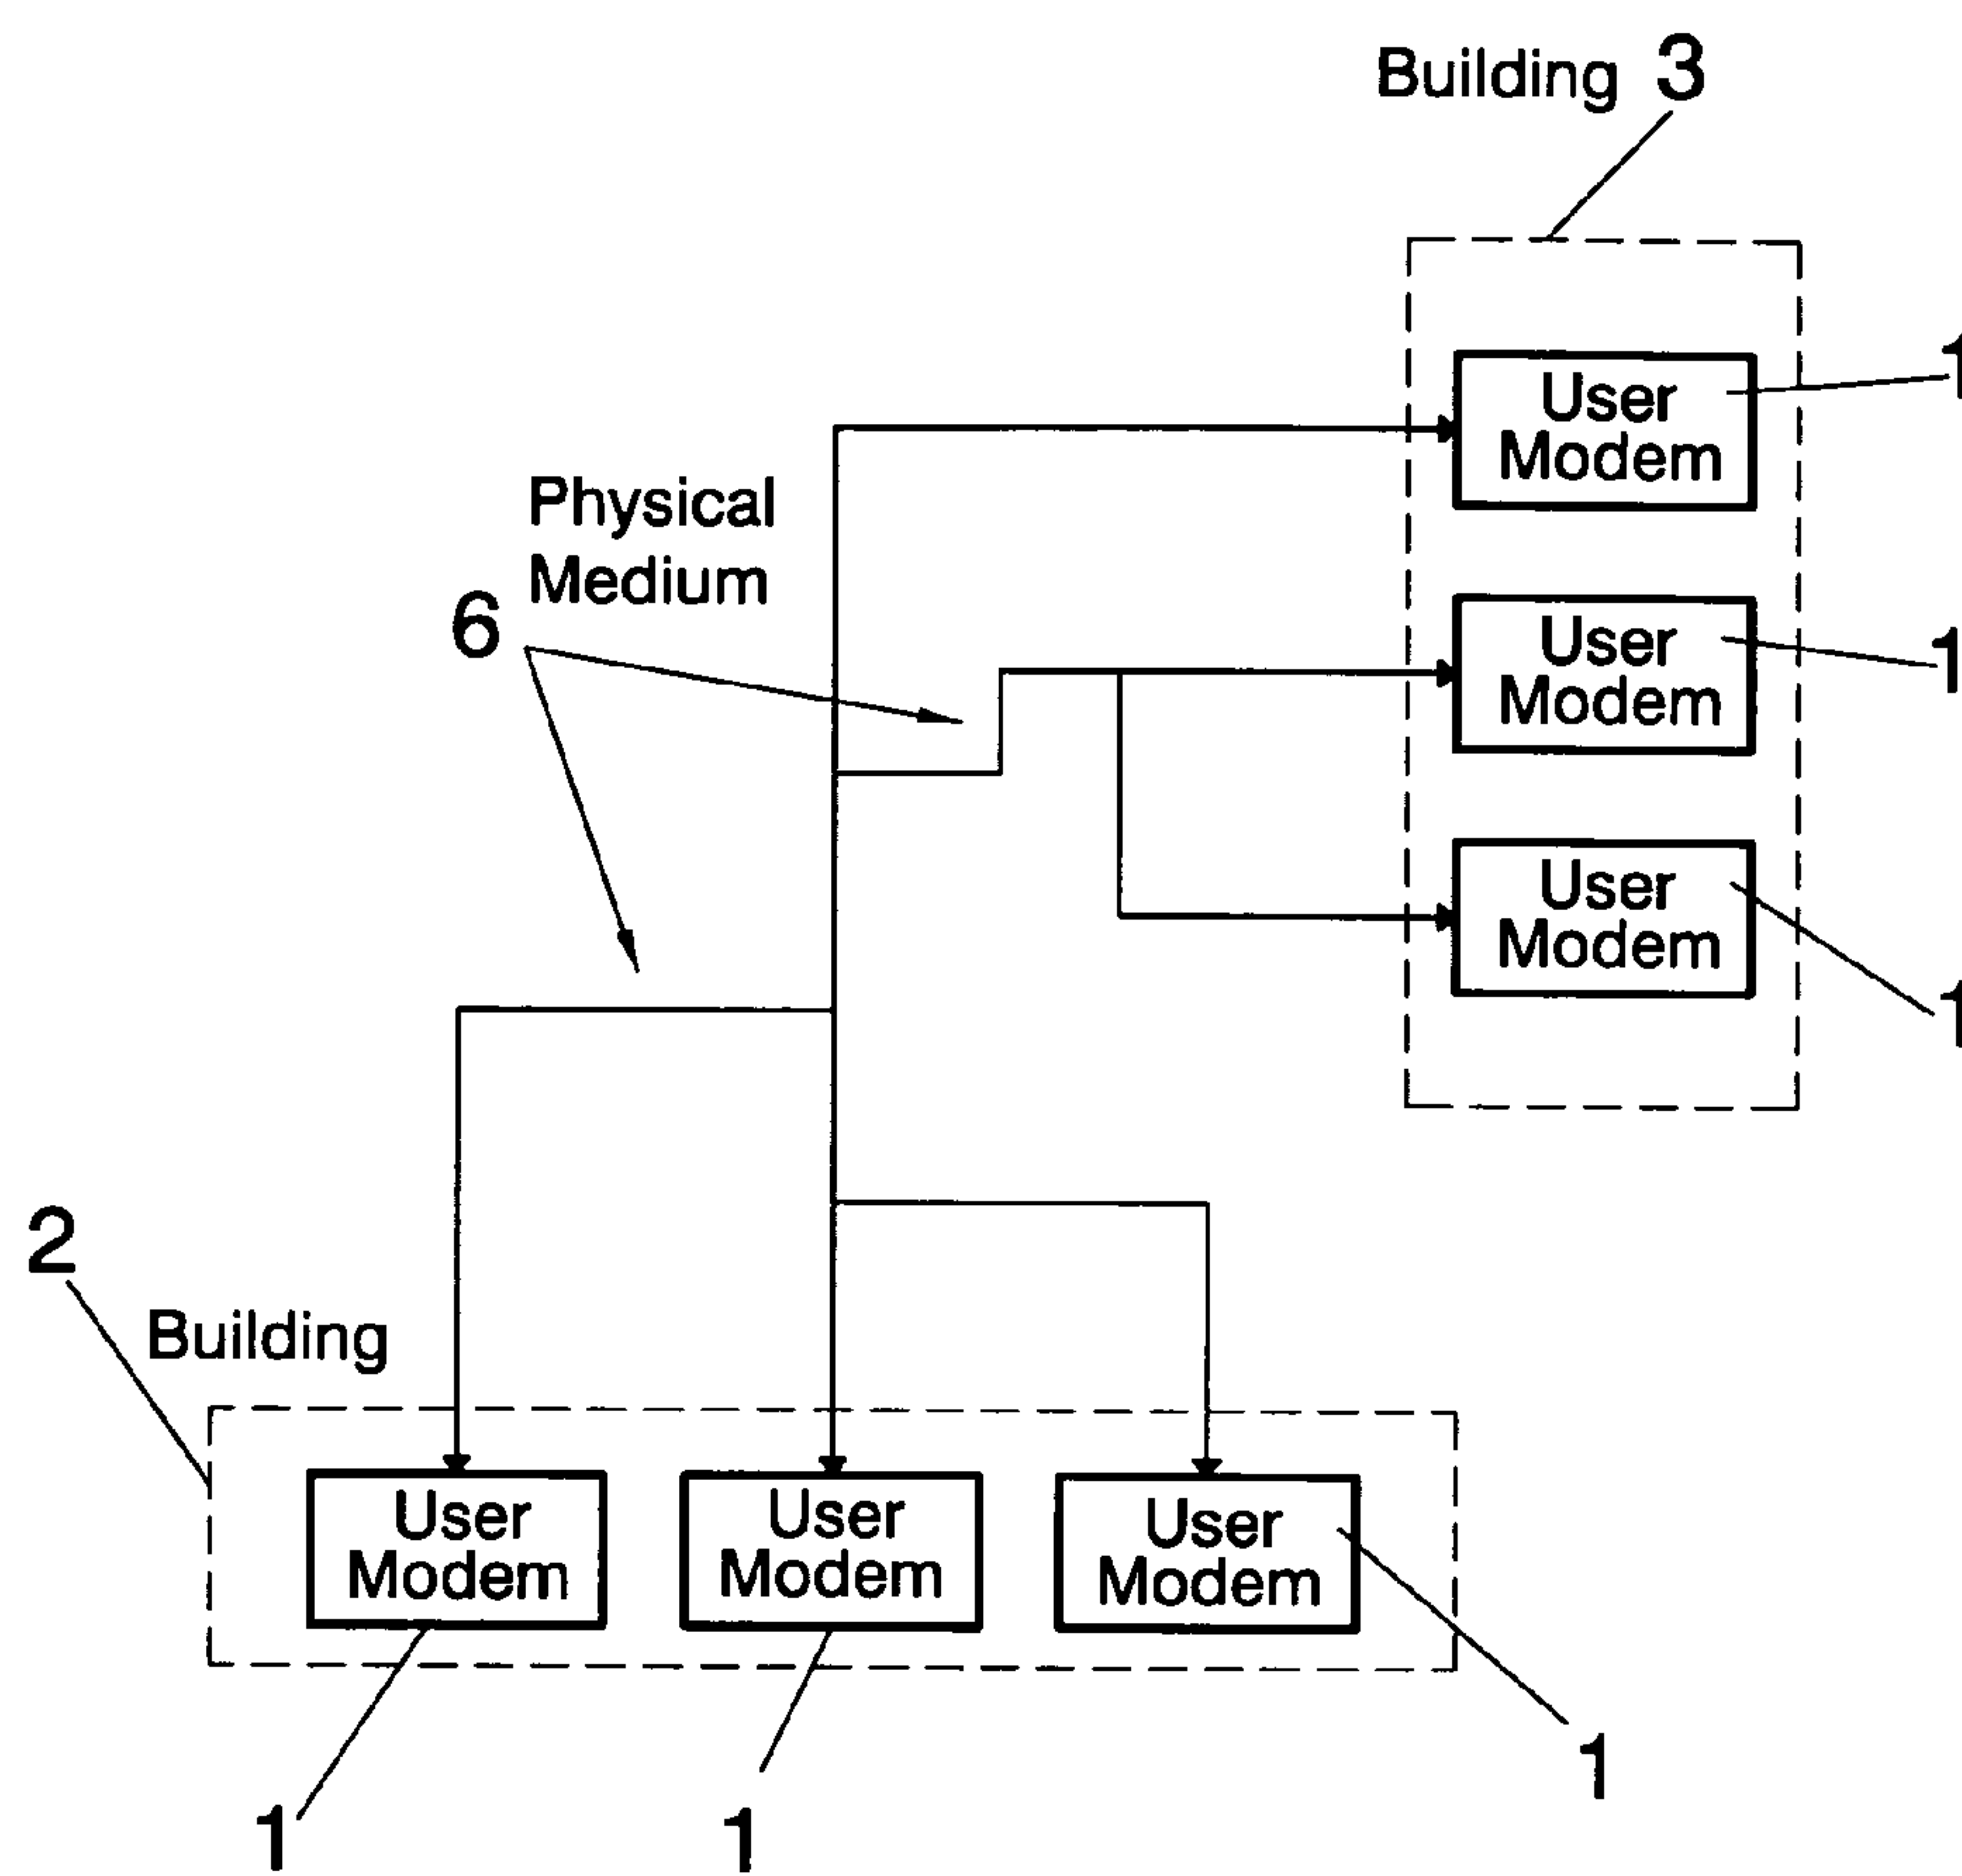 Building 3
User
Modem
1
Physical
Medium
6
User
Modem
1
User
Modem
1
2
Building
User
Modem
User
Modem
User
Modem
1
1
1